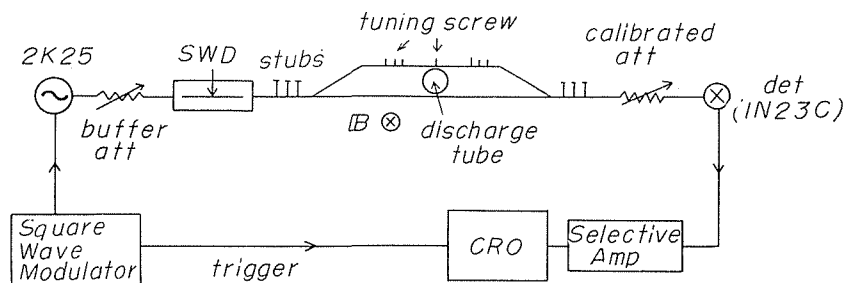 tuning screw
2K25
SWD
stubs
calibrated
att
det
(1N23C)
buffer
att
B
discharge
tube
Square
Wave
Modulator
trigger
CRO
Selective
Amp